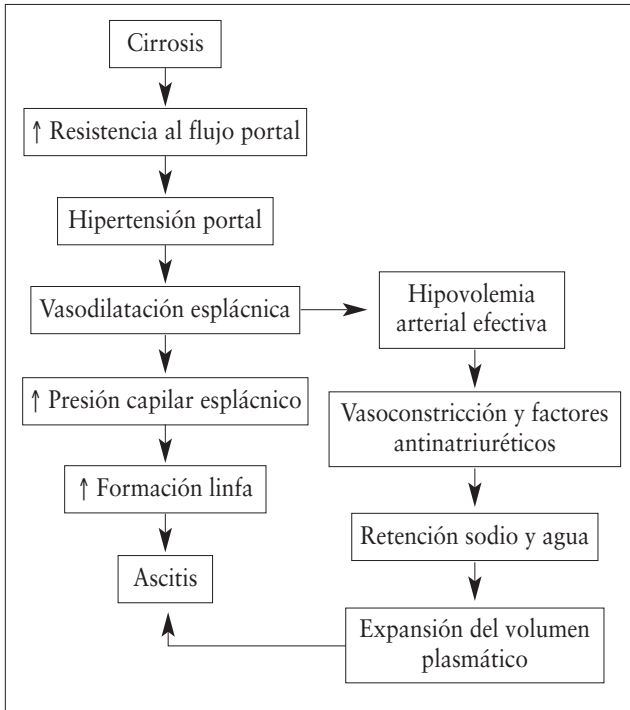 Cirrosis
↑ Resistencia al flujo portal
Hipertensión portal
Vasodilatación esplácnica
↑ Presión capilar esplácnico
↑ Formación linfa
Ascitis
Hipovolemia
arterial efectiva
Vasoconstricción y factores
antinatriuréticos
Retención sodio y agua
Expansión del volumen
plasmático